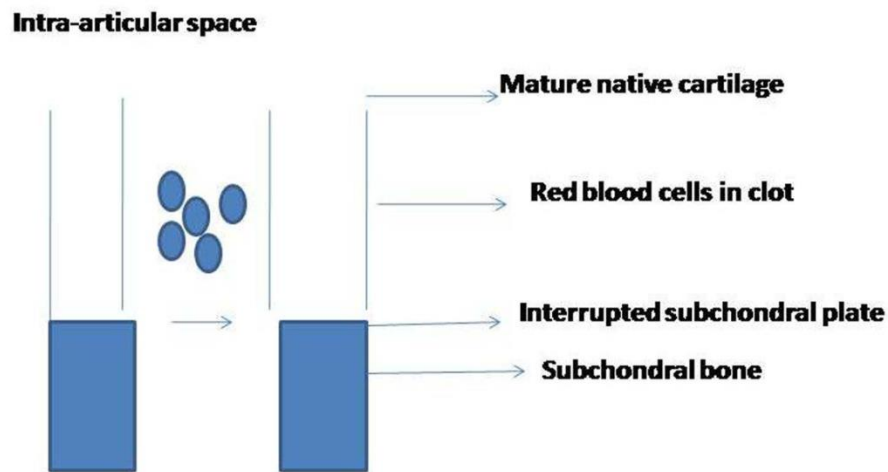 Intra-articular space
Mature native cartilage
Red blood cells in clot
Interrupted subchondral plate
Subchondral bone